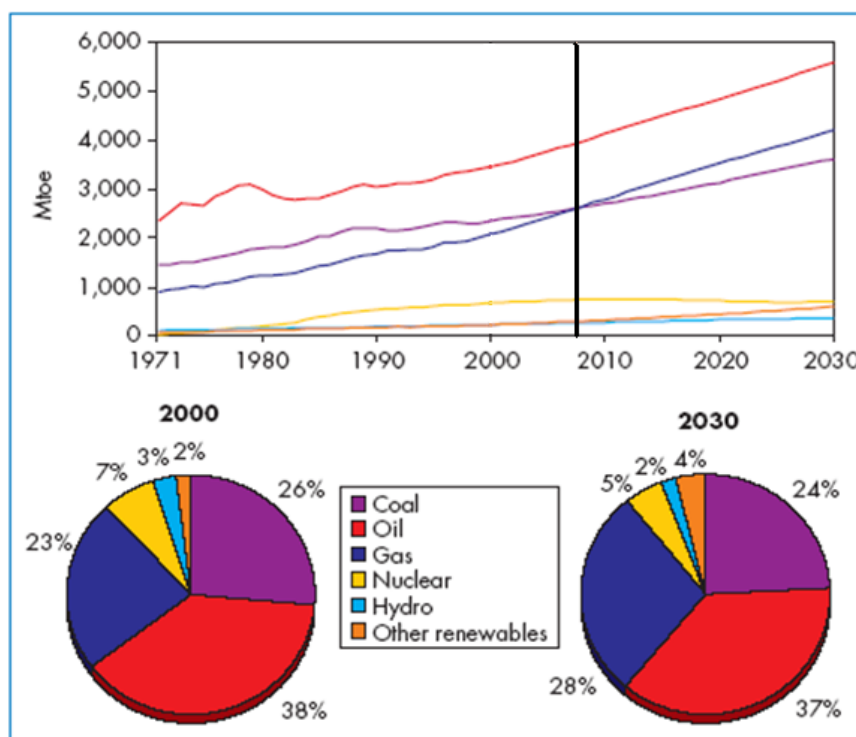 6,000
5,000
4,000
3,000
2,000
1,000
0
Mtoe
1971 1980 1990 2000 2010 2020 2030
2000
7% 3% 2% 26%
23%
38%
Coal
Oil
Gas
Nuclear
Hydro
Other renewables
2030
5% 2% 4% 24%
28%
37%